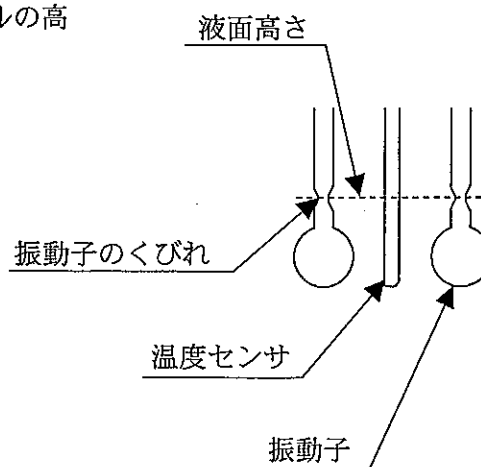 ルの高
液面高さ
振動子のくびれ
温度センサ
振動子